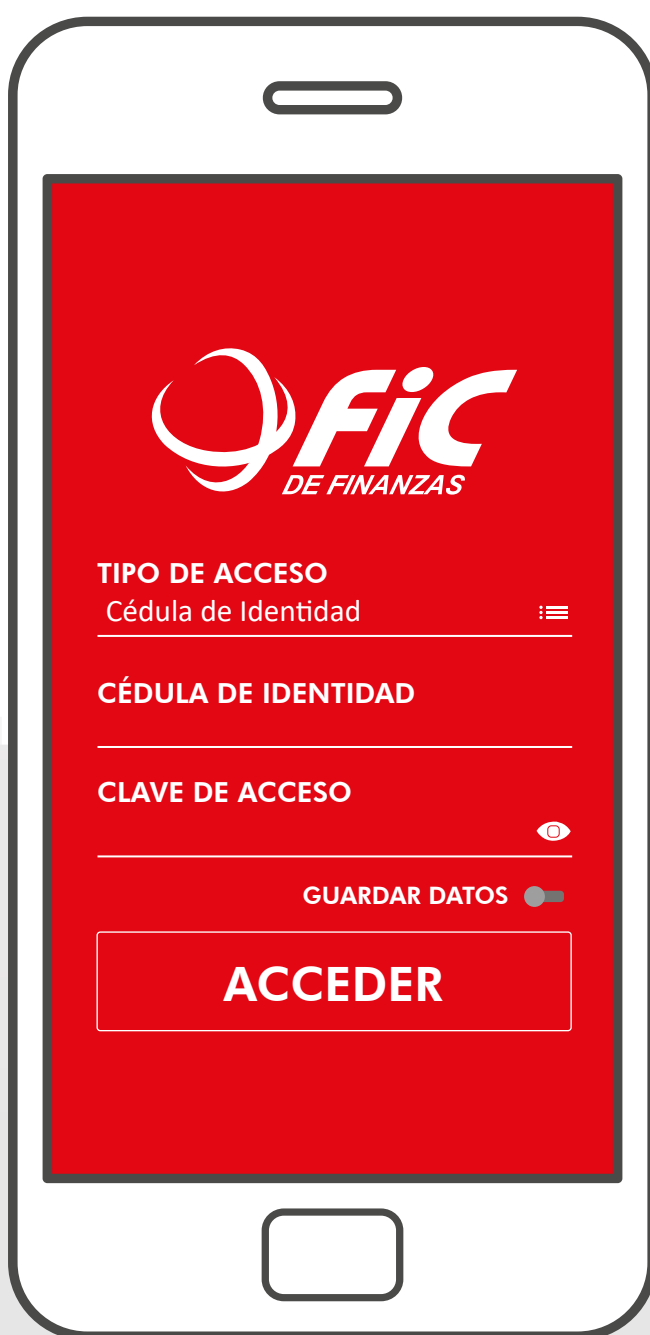 FiC
DE FINANZAS
TIPO DE ACCESO
Cédula de Identidad
CÉDULA DE IDENTIDAD
CLAVE DE ACCESO
GUARDAR DATOS
ACCEDER